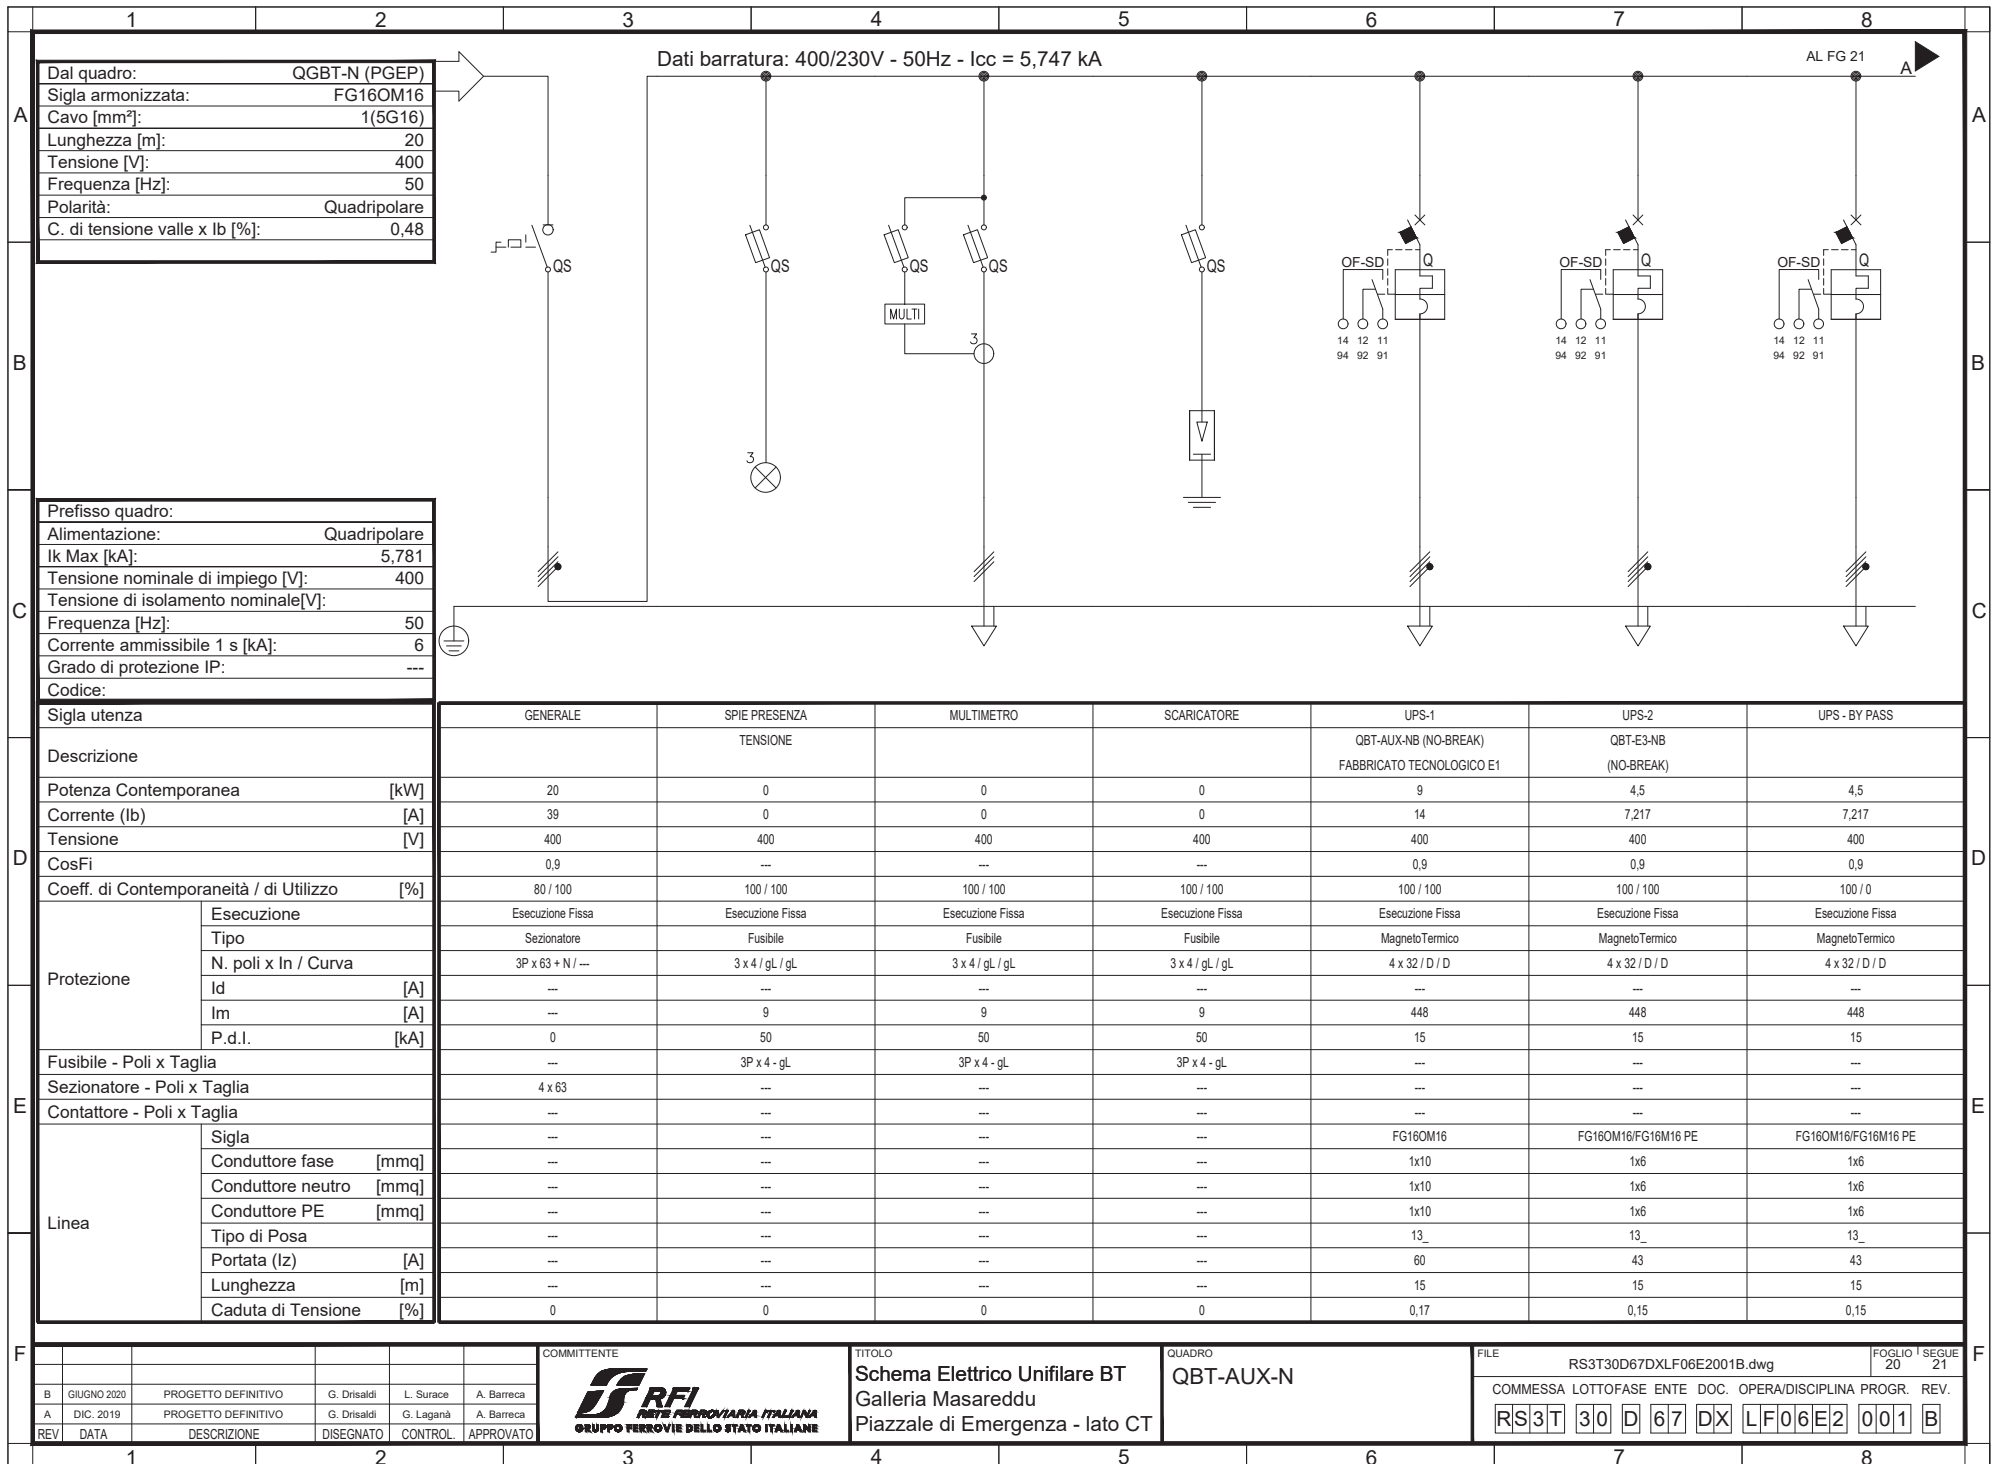 1 2 3 4 5 6 7 8
A
B
C
D
E
F
A
B
C
D
E
F
Dal quadro: QGBT-N (PGEP)
Sigla armonizzata: FG16OM16
Cavo [mm²]: 1(5G16)
Lunghezza [m]: 20
Tensione [V]: 400
Frequenza [Hz]: 50
Polarità: Quadripolare
C. di tensione valle x Ib [%]: 0,48
Dati barratura: 400/230V - 50Hz - Icc = 5,747 kA
AL FG 21
A
QS
QS
QS
QS
QS
MULTI
3
3
OF-SD Q
14 12 11
94 92 91
OF-SD Q
14 12 11
94 92 91
OF-SD Q
14 12 11
94 92 91
Prefisso quadro:
Alimentazione: Quadripolare
Ik Max [kA]: 5,781
Tensione nominale di impiego [V]: 400
Tensione di isolamento nominale[V]:
Frequenza [Hz]: 50
Corrente ammissibile 1 s [kA]: 6
Grado di protezione IP: ---
Codice:
Sigla utenza GENERALE SPIE PRESENZA MULTIMETRO SCARICATORE UPS-1 UPS-2 UPS - BY PASS
Descrizione TENSIONE QBT-AUX-NB (NO-BREAK) QBT-E3-NB
FABBRICATO TECNOLOGICO E1 (NO-BREAK)
Potenza Contemporanea [kW] 20 0 0 0 9 4,5 4,5
Corrente (Ib) [A] 39 0 0 0 14 7,217 7,217
Tensione [V] 400 400 400 400 400 400 400
CosFi 0,9 --- --- --- 0,9 0,9 0,9
Coeff. di Contemporaneità / di Utilizzo [%] 80 / 100 100 / 100 100 / 100 100 / 100 100 / 100 100 / 100 100 / 0
Protezione
Esecuzione Esecuzione Fissa Esecuzione Fissa Esecuzione Fissa Esecuzione Fissa Esecuzione Fissa Esecuzione Fissa Esecuzione Fissa
Tipo Sezionatore Fusibile Fusibile Fusibile MagnetoTermico MagnetoTermico MagnetoTermico
N. poli x In / Curva 3P x 63 + N / --- 3 x 4 / gL / gL 3 x 4 / gL / gL 3 x 4 / gL / gL 4 x 32 / D / D 4 x 32 / D / D 4 x 32 / D / D
Id [A] --- --- --- --- --- --- ---
Im [A] --- 9 9 9 448 448 448
P.d.I. [kA] 0 50 50 50 15 15 15
Fusibile - Poli x Taglia --- 3P x 4 - gL 3P x 4 - gL 3P x 4 - gL --- --- ---
Sezionatore - Poli x Taglia 4 x 63 --- --- --- --- --- ---
Contattore - Poli x Taglia --- --- --- --- --- --- ---
Linea
Sigla --- --- --- --- FG16OM16 FG16OM16/FG16M16 PE FG16OM16/FG16M16 PE
Conduttore fase [mmq] --- --- --- --- 1x10 1x6 1x6
Conduttore neutro [mmq] --- --- --- --- 1x10 1x6 1x6
Conduttore PE [mmq] --- --- --- --- 1x10 1x6 1x6
Tipo di Posa --- --- --- --- 13_ 13_ 13_
Portata (Iz) [A] --- --- --- --- 60 43 43
Lunghezza [m] --- --- --- --- 15 15 15
Caduta di Tensione [%] 0 0 0 0 0,17 0,15 0,15
B GIUGNO 2020 PROGETTO DEFINITIVO G. Drisaldi L. Surace A. Barreca
A DIC. 2019 PROGETTO DEFINITIVO G. Drisaldi G. Laganà A. Barreca
REV DATA DESCRIZIONE DISEGNATO CONTROL. APPROVATO
COMMITTENTE
RFI
RETE FERROVIARIA ITALIANA
GRUPPO FERROVIE DELLO STATO ITALIANE
TITOLO
Schema Elettrico Unifilare BT
Galleria Masareddu
Piazzale di Emergenza - lato CT
QUADRO
QBT-AUX-N
FILE
RS3T30D67DXLF06E2001B.dwg
FOGLIO SEGUE
20 21
COMMESSA LOTTOFASE ENTE DOC. OPERA/DISCIPLINA PROGR. REV.
RS3T 30 D 67 DX LF06E2 001 B
1 2 3 4 5 6 7 8